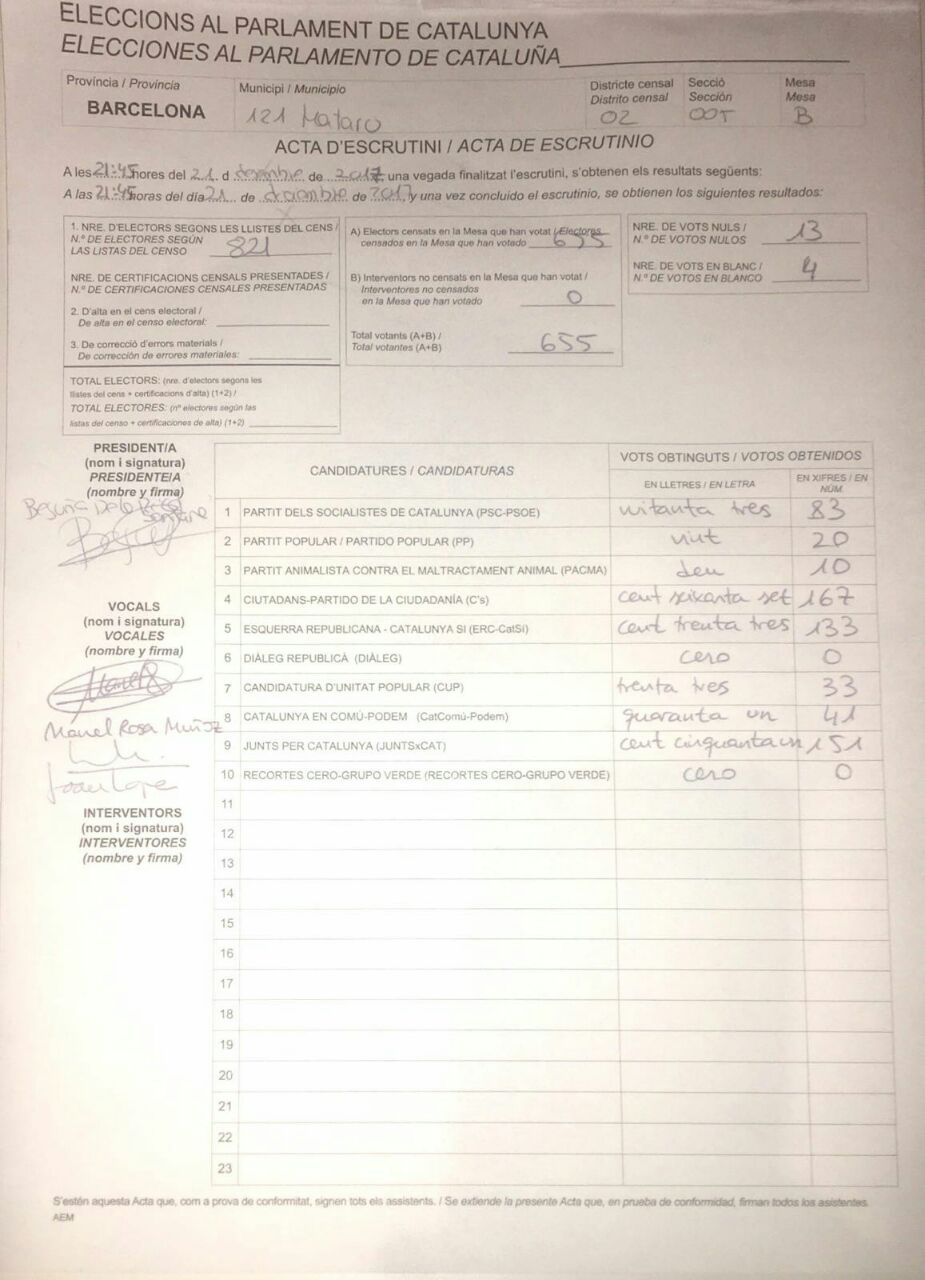 ELECCIONS AL PARLAMENT DE CATALUNYA
ELECCIONES AL PARLAMENTO DE CATALUÑA
Província / Provincia
BARCELONA
Municipi / Municipio
121 Mataro
Districte censal
Distrito censal
02
Secció
Sección
005
Mesa
Mesa
B
ACTA D'ESCRUTINI / ACTA DE ESCRUTINIO
A les 21:45 hores del 21 d desembre de 2017 una vegada finalitzat l'escrutini, s'obtenen els resultats següents:
A las 21:45 horas del día 21 de diciembre de 2017, y una vez concluido el escrutinio, se obtienen los siguientes resultados:
1. NRE. D'ELECTORS SEGONS LES LLISTES DEL CENS /
N.º DE ELECTORES SEGÚN
LAS LISTAS DEL CENSO 821
NRE. DE CERTIFICACIONS CENSALS PRESENTADES /
N.º DE CERTIFICACIONES CENSALES PRESENTADAS
2. D'alta en el cens electoral /
De alta en el censo electoral:
3. De correcció d'errors materials /
De corrección de errores materiales:
TOTAL ELECTORS: (nre. d'electors segons les
llistes del cens + certificacions d'alta) (1+2) /
TOTAL ELECTORES: (nº electores según las
listas del censo + certificaciones de alta) (1+2)
A) Electors censats en la Mesa que han votat / Electores
censados en la Mesa que han votado 655
B) Interventors no censats en la Mesa que han votat /
Interventores no censados
en la Mesa que han votado 0
Total votants (A+B) /
Total votantes (A+B) 655
NRE. DE VOTS NULS /
N.º DE VOTOS NULOS 13
NRE. DE VOTS EN BLANC /
N.º DE VOTOS EN BLANCO 4
PRESIDENT/A
(nom i signatura)
PRESIDENTE/A
(nombre y firma)
VOCALS
(nom i signatura)
VOCALES
(nombre y firma)
Manel Rosa Muñoz
INTERVENTORS
(nom i signatura)
INTERVENTORES
(nombre y firma)
CANDIDATURES / CANDIDATURAS
VOTS OBTINGUTS / VOTOS OBTENIDOS
EN LLETRES / EN LETRA
EN XIFRES / EN NÚM.
1 PARTIT DELS SOCIALISTES DE CATALUNYA (PSC-PSOE) uitanta tres 83
2 PARTIT POPULAR / PARTIDO POPULAR (PP) vint 20
3 PARTIT ANIMALISTA CONTRA EL MALTRACTAMENT ANIMAL (PACMA) deu 10
4 CIUTADANS-PARTIDO DE LA CIUDADANÍA (C's) cent seixanta set 167
5 ESQUERRA REPUBLICANA - CATALUNYA SI (ERC-CatSí) cent trenta tres 133
6 DIÀLEG REPUBLICÀ (DIÀLEG) cero 0
7 CANDIDATURA D'UNITAT POPULAR (CUP) trenta tres 33
8 CATALUNYA EN COMÚ-PODEM (CatComú-Podem) quaranta un 41
9 JUNTS PER CATALUNYA (JUNTSxCAT) cent cinquanta un 151
10 RECORTES CERO-GRUPO VERDE (RECORTES CERO-GRUPO VERDE) cero 0
11
12
13
14
15
16
17
18
19
20
21
22
23
S'estén aquesta Acta que, com a prova de conformitat, signen tots els assistents. / Se extiende la presente Acta que, en prueba de conformidad, firman todos los asistentes.
AEM